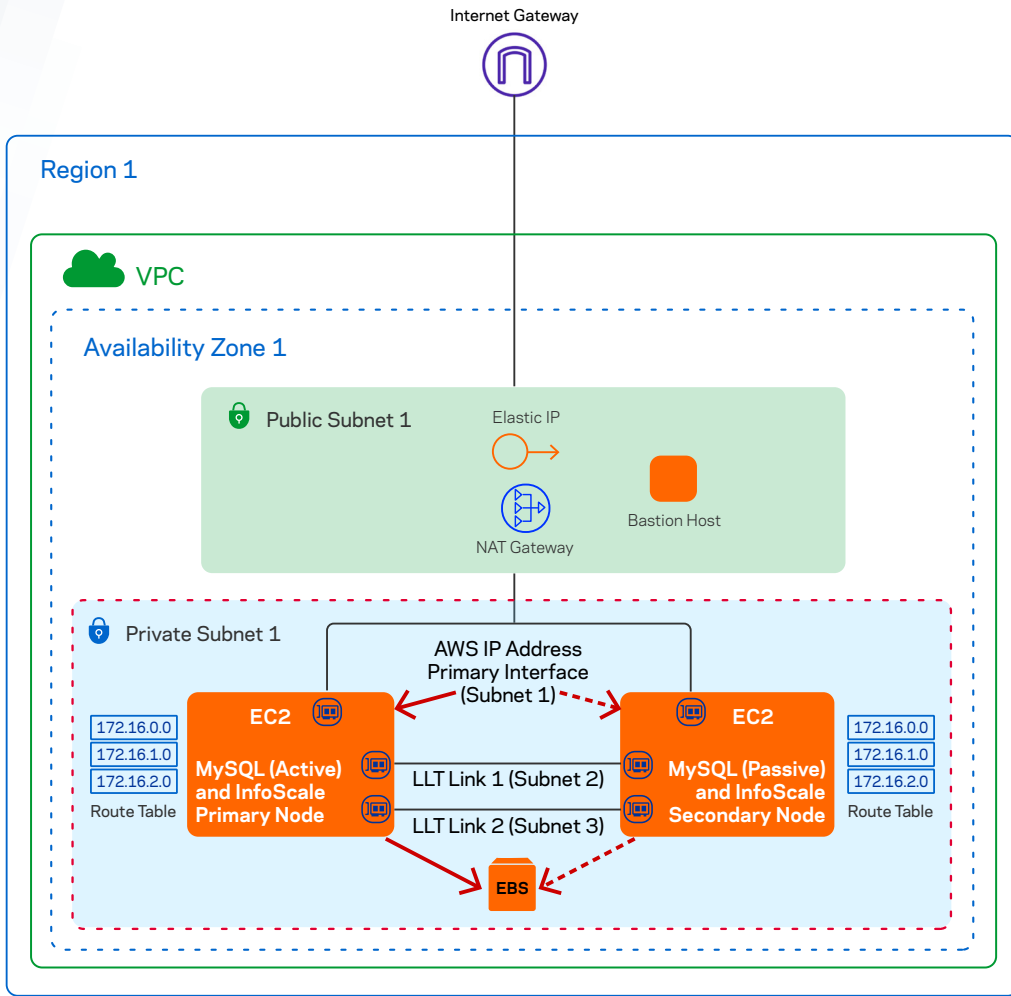 Internet Gateway
Region 1
VPC
Availability Zone 1
Public Subnet 1
Elastic IP
NAT Gateway
Bastion Host
Private Subnet 1
AWS IP Address
Primary Interface
(Subnet 1)
172.16.0.0
172.16.1.0
172.16.2.0
Route Table
EC2
MySQL (Active)
and InfoScale
Primary Node
LLT Link 1 (Subnet 2)
LLT Link 2 (Subnet 3)
EC2
MySQL (Passive)
and InfoScale
Secondary Node
172.16.0.0
172.16.1.0
172.16.2.0
Route Table
EBS